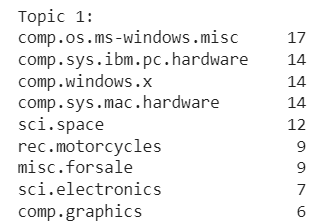 Topic 1:
comp.os.ms-windows.misc 17
comp.sys.ibm.pc.hardware 14
comp.windows.x 14
comp.sys.mac.hardware 14
sci.space 12
rec.motorcycles 9
misc.forsale 9
sci.electronics 7
comp.graphics 6